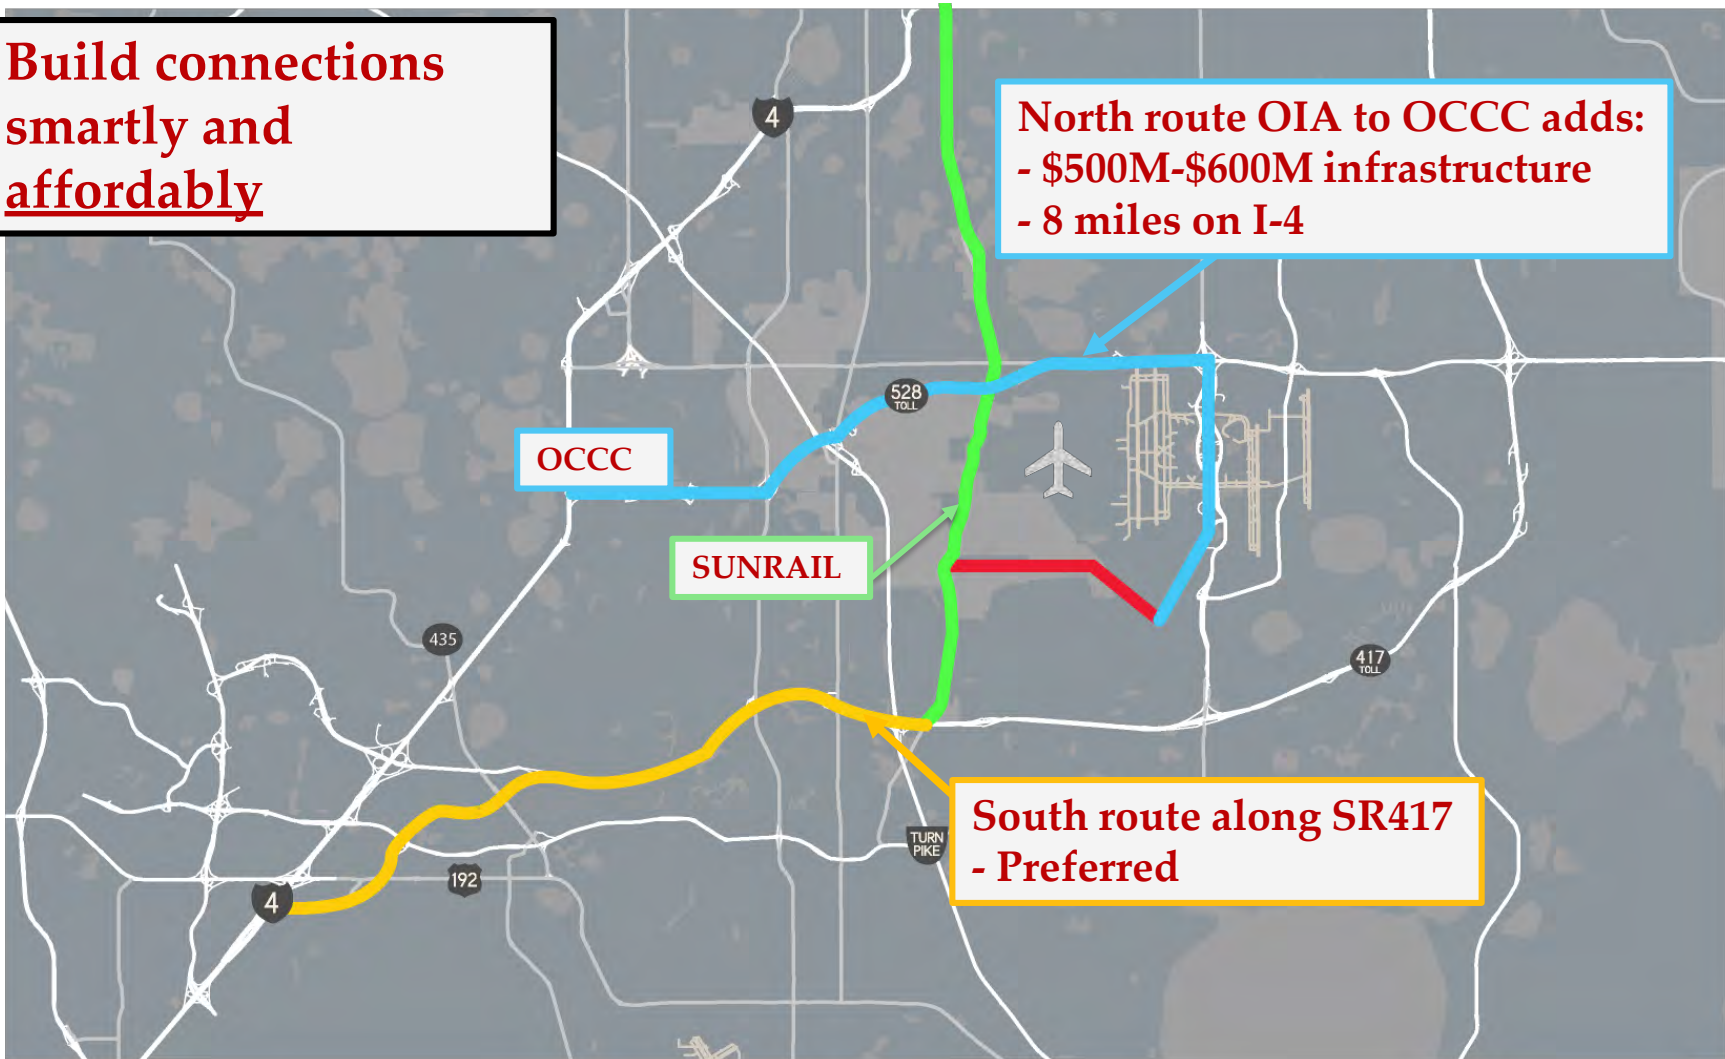 Build connections
smartly and
affordably
4
North route OIA to OCCC adds:
- $500M-$600M infrastructure
- 8 miles on I-4
528
TOLL
OCCC
SUNRAIL
435
417
TOLL
South route along SR417
- Preferred
TURN
PIKE
192
4